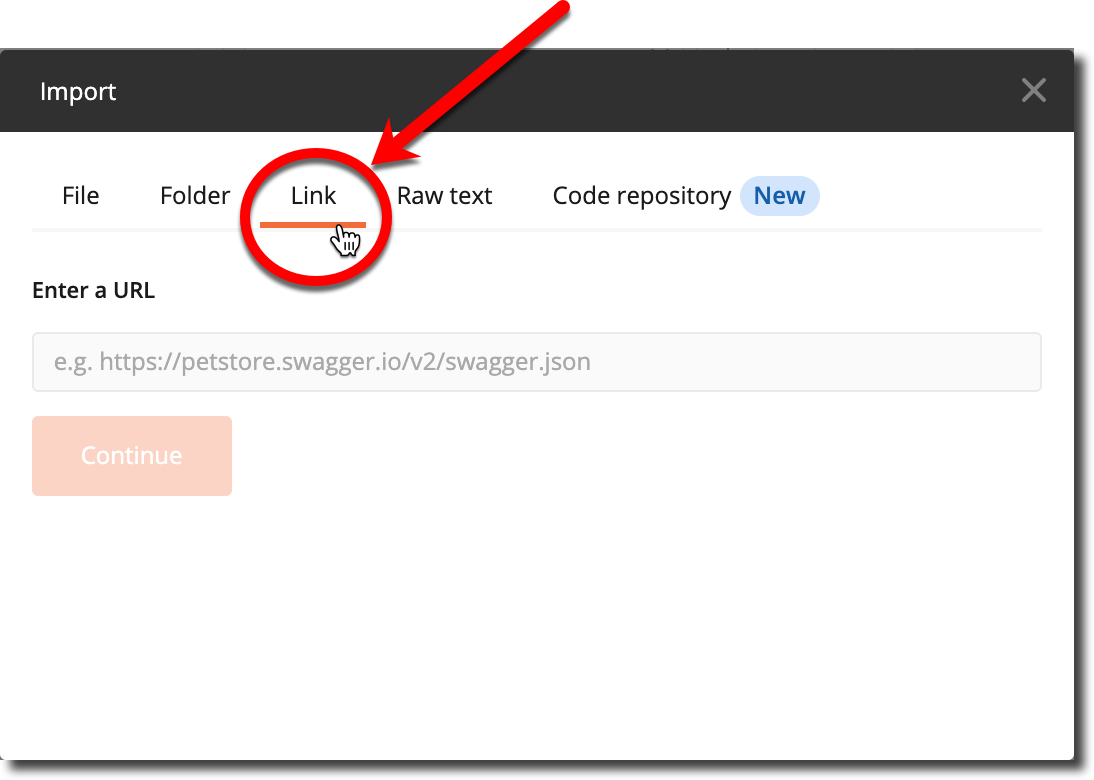 Import
File Folder Link Raw text Code repository New
Enter a URL
e.g. https://petstore.swagger.io/v2/swagger.json
Continue